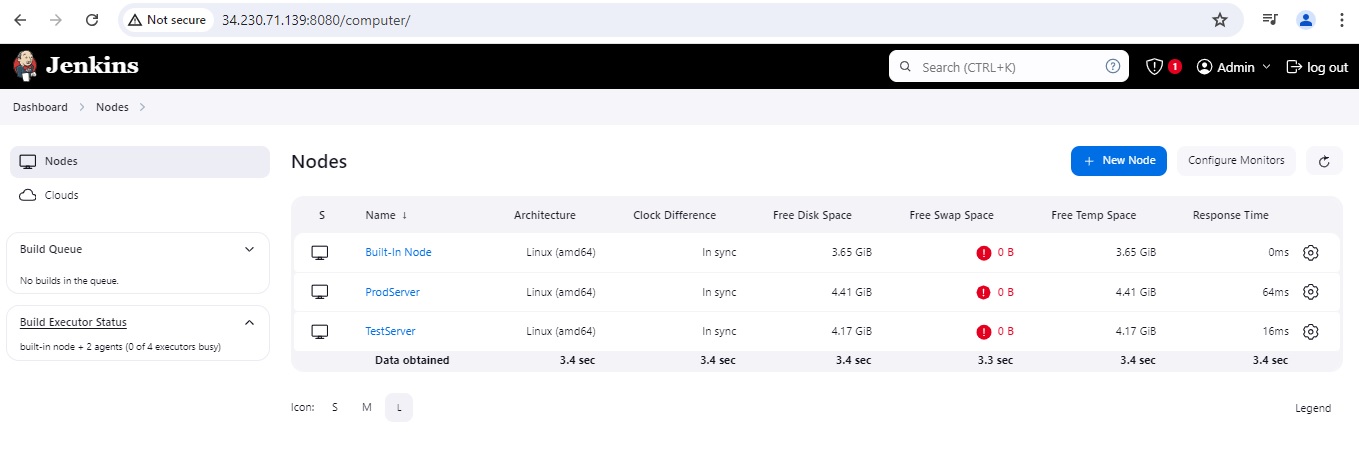 Not secure 34.230.71.139:8080/computer/
Jenkins
Search (CTRL+K)
?
1
Admin
log out
Dashboard > Nodes >
Nodes
Clouds
Build Queue
No builds in the queue.
Build Executor Status
built-in node + 2 agents (0 of 4 executors busy)
Nodes
+ New Node
Configure Monitors
S Name ↓ Architecture Clock Difference Free Disk Space Free Swap Space Free Temp Space Response Time
Built-In Node Linux (amd64) In sync 3.65 GiB ! 0 B 3.65 GiB 0ms
ProdServer Linux (amd64) In sync 4.41 GiB ! 0 B 4.41 GiB 64ms
TestServer Linux (amd64) In sync 4.17 GiB ! 0 B 4.17 GiB 16ms
Data obtained 3.4 sec 3.4 sec 3.4 sec 3.3 sec 3.4 sec 3.4 sec
Icon: S M L
Legend